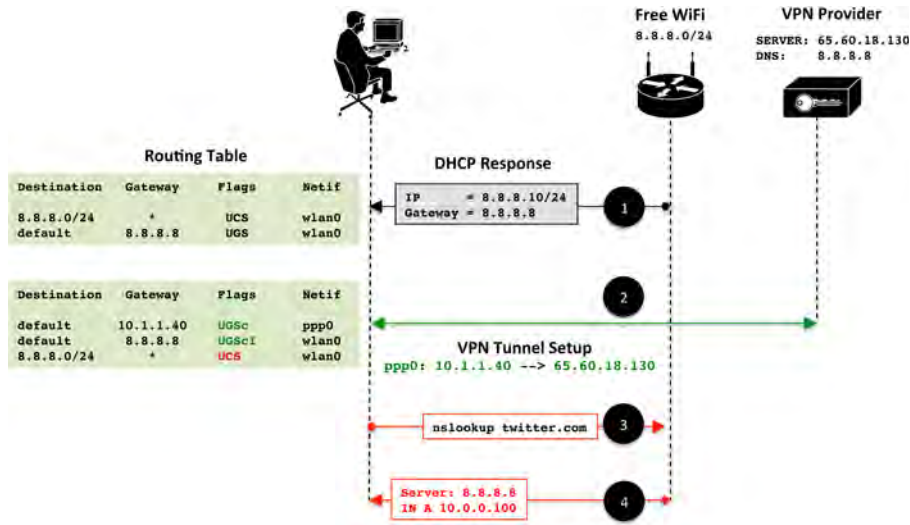 Free WiFi
8.8.8.0/24
VPN Provider
SERVER: 65.60.18.130
DNS: 8.8.8.8
Routing Table
Destination Gateway Flags Netif
8.8.8.0/24 * UCS wlan0
default 8.8.8.8 UGS wlan0
DHCP Response
IP = 8.8.8.10/24
Gateway = 8.8.8.8
1
Destination Gateway Flags Netif
default 10.1.1.40 UGSc ppp0
default 8.8.8.8 UGScI wlan0
8.8.8.0/24 * UCS wlan0
2
VPN Tunnel Setup
ppp0: 10.1.1.40 --> 65.60.18.130
nslookup twitter.com
3
Server: 8.8.8.8
IN A 10.0.0.100
4